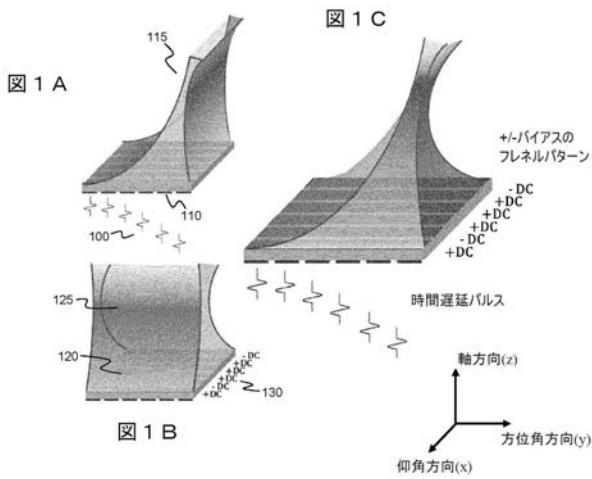 図１Ａ
115
110
100
図１Ｃ
+/-バイアスの
フレネルパターン
- DC
+DC
+DC
+DC
- DC
+DC
時間遅延パルス
125
120
- DC
+DC
+DC
+DC
- DC
+DC
130
図１Ｂ
軸方向(z)
方位角方向(y)
仰角方向(x)